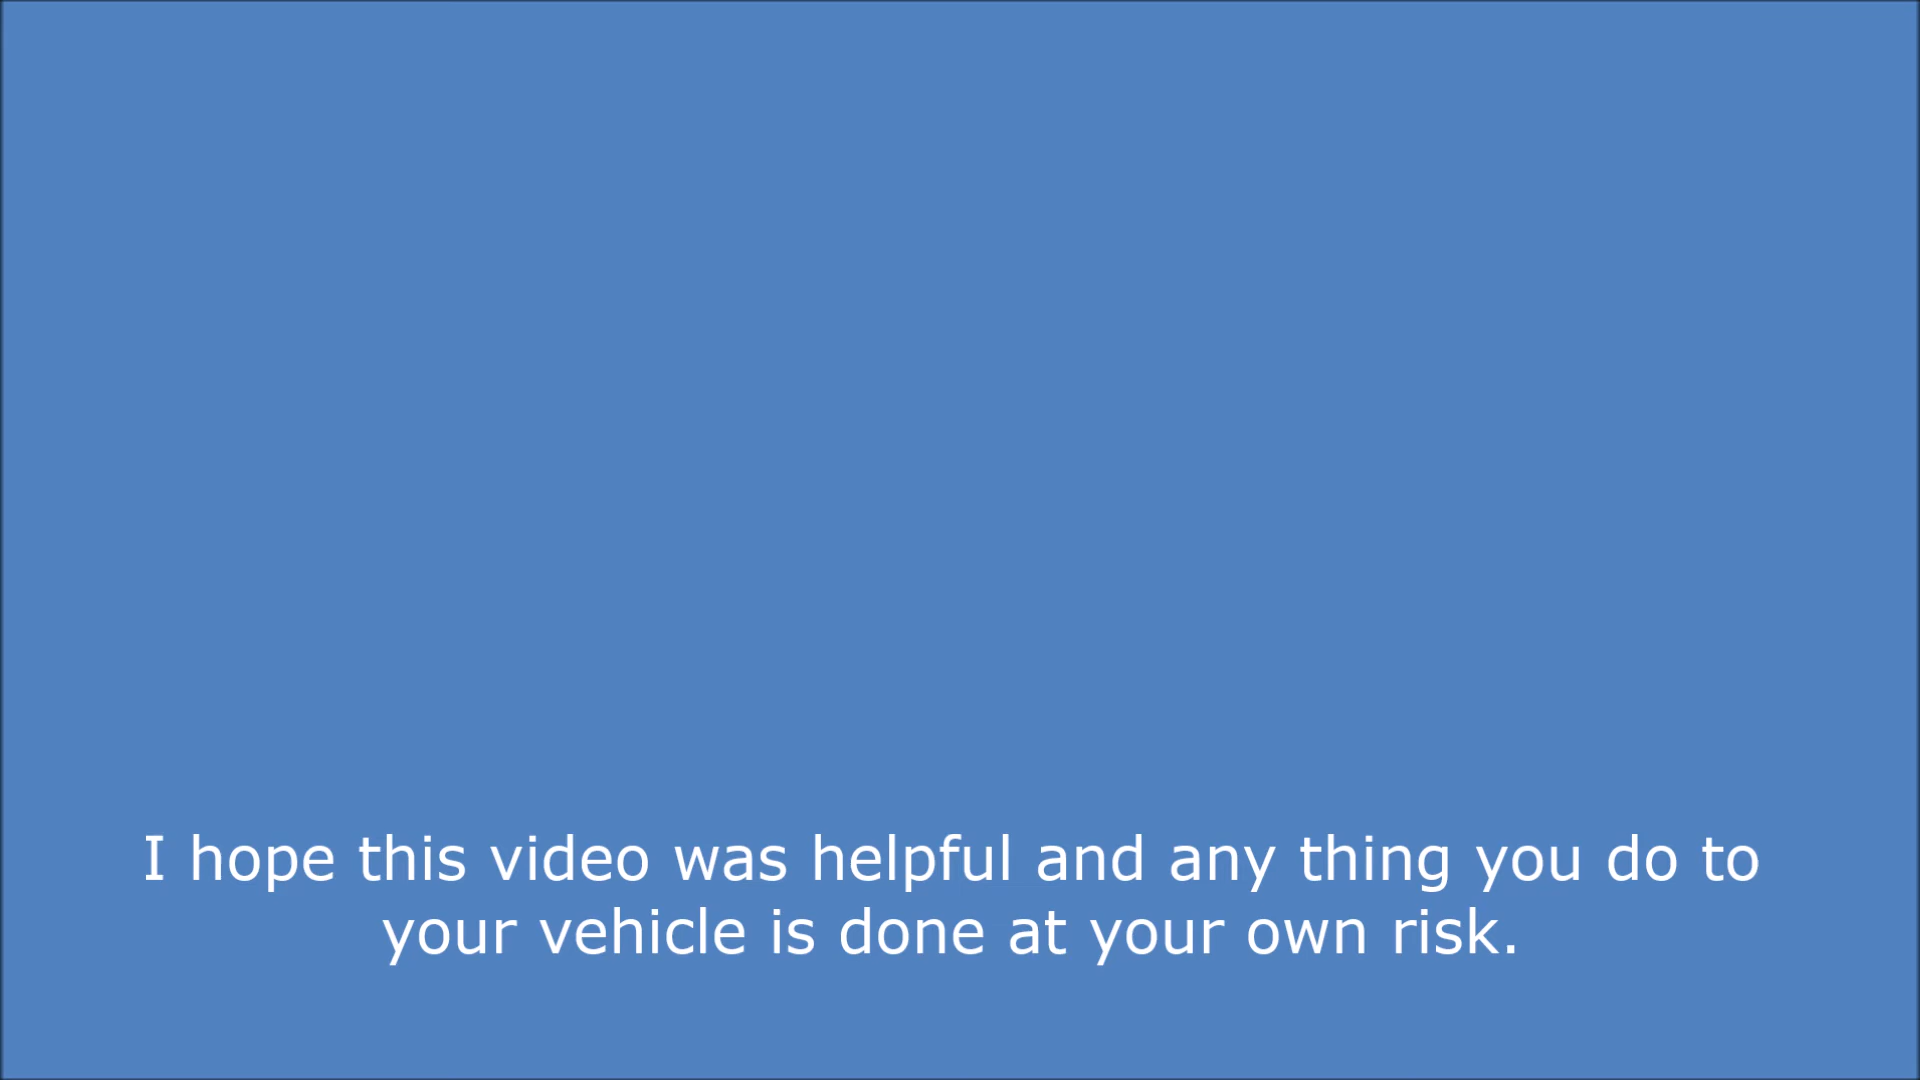 I hope this video was helpful and any thing you do to
your vehicle is done at your own risk.